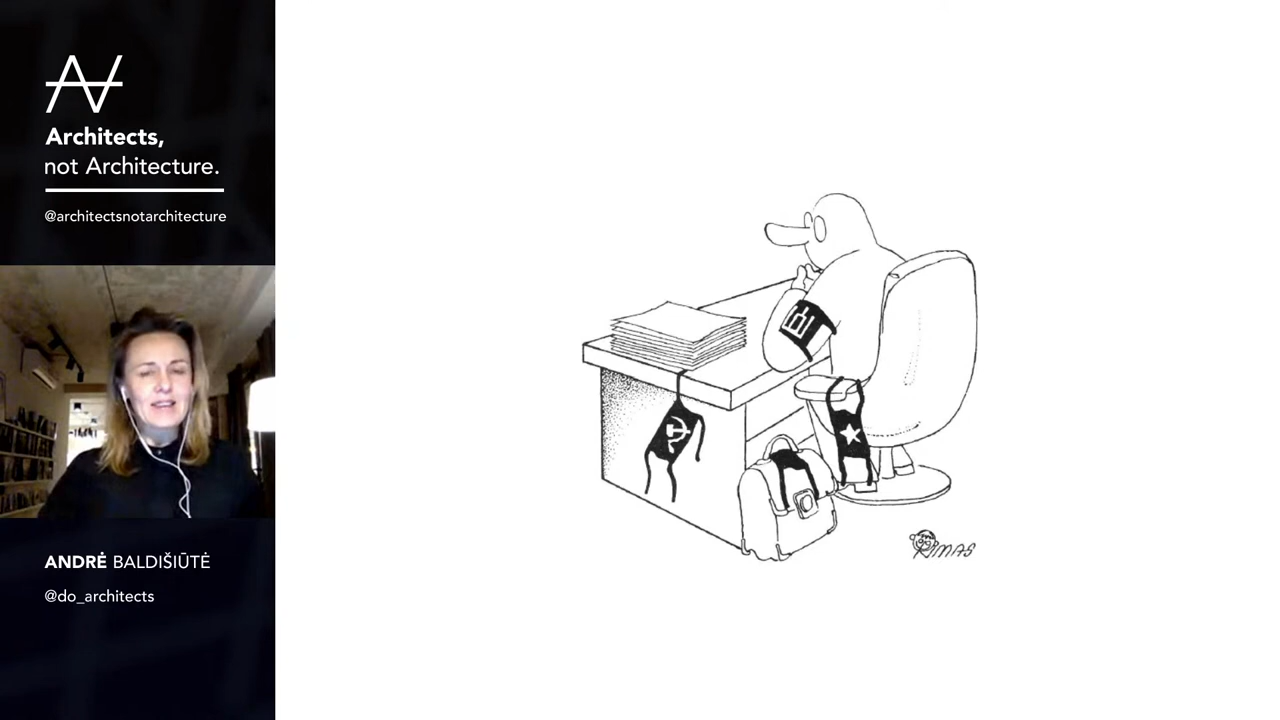 Architects,
not Architecture.
@architectsnotarchitecture
ANDRĖ BALDIŠIŪTĖ
@do_architects
RIMAS